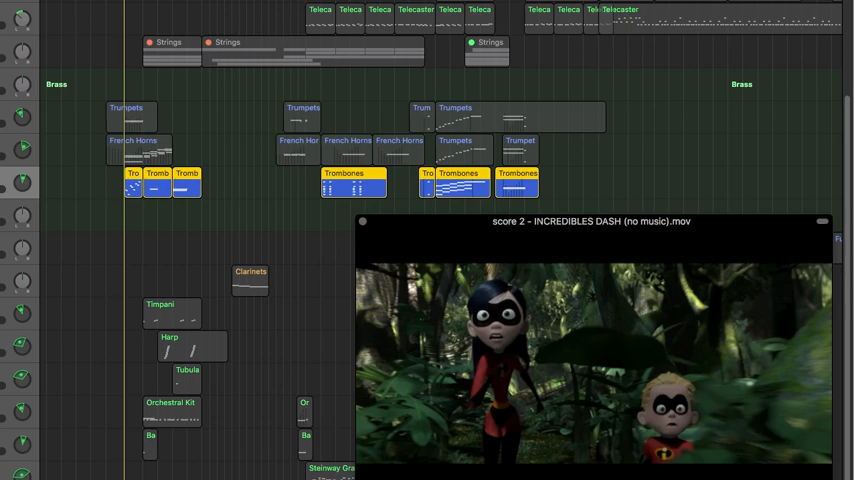 Teleca Teleca Teleca Telecaster Teleca Teleca Teleca Teleca Tele Telecaster
Strings Strings Strings
Brass Brass
Trumpets Trumpets Trum Trumpets
French Horns French Hor French Horns French Horns Trumpets Trumpet
Tro Tromb Tromb Trombones Tro Trombones Trombones
score 2 - INCREDIBLES DASH (no music).mov
Fu
Clarinets
Timpani
Harp
Tubula
Orchestral Kit Or
Ba Ba
Steinway Gra